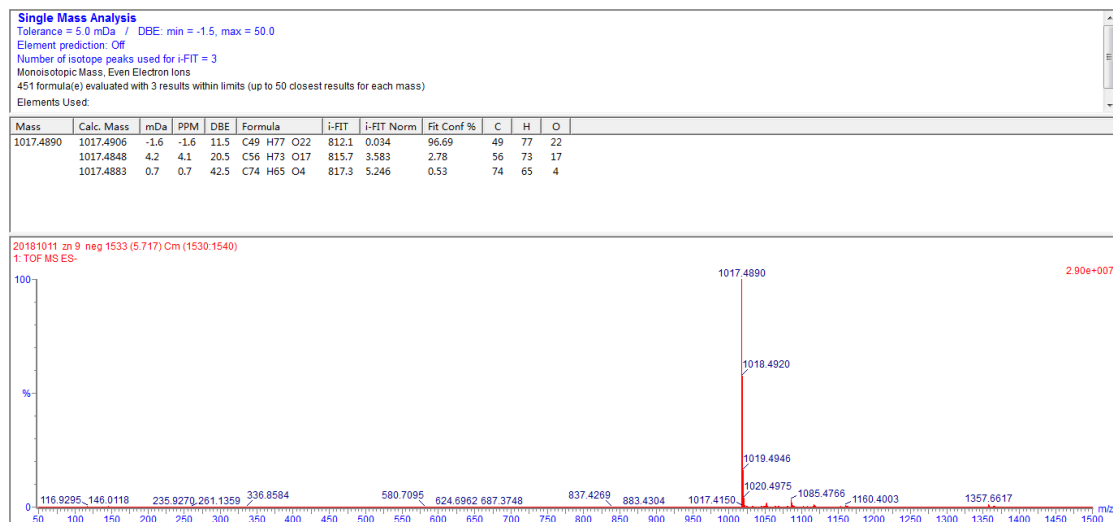 Single Mass Analysis
Tolerance = 5.0 mDa / DBE: min = -1.5, max = 50.0
Element prediction: Off
Number of isotope peaks used for i-FIT = 3
Monoisotopic Mass, Even Electron Ions
451 formula(e) evaluated with 3 results within limits (up to 50 closest results for each mass)
Elements Used:
Mass Calc. Mass mDa PPM DBE Formula i-FIT i-FIT Norm Fit Conf % C H O
1017.4890 1017.4906 -1.6 -1.6 11.5 C49 H77 O22 812.1 0.034 96.69 49 77 22
1017.4848 4.2 4.1 20.5 C56 H73 O17 815.7 3.583 2.78 56 73 17
1017.4883 0.7 0.7 42.5 C74 H65 O4 817.3 5.246 0.53 74 65 4
20181011 zn 9 neg 1533 (5.717) Cm (1530:1540)
1: TOF MS ES-
2.90e+007
100
1017.4890
1018.4920
%
1019.4946
1020.4975
116.9295 146.0118 235.9270 261.1359 336.8584 580.7095 624.6962 687.3748 837.4269 883.4304 1017.4150 1085.4766 1160.4003 1357.6617
0
m/z
50 100 150 200 250 300 350 400 450 500 550 600 650 700 750 800 850 900 950 1000 1050 1100 1150 1200 1250 1300 1350 1400 1450 1500